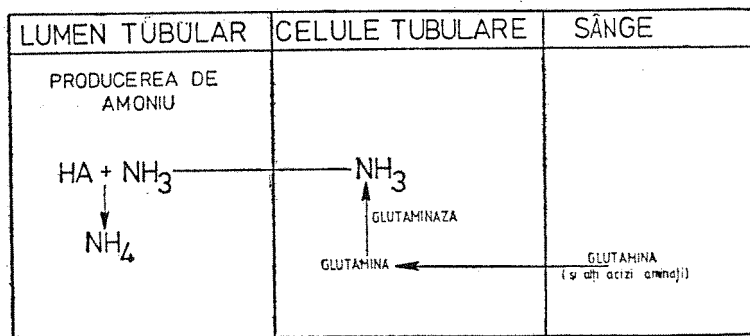 LUMEN TUBULAR
CELULE TUBULARE
SÂNGE
PRODUCEREA DE
AMONIU
HA + NH3
NH3
GLUTAMINAZA
NH4
GLUTAMINA
GLUTAMINA
(și alți acizi aminați)